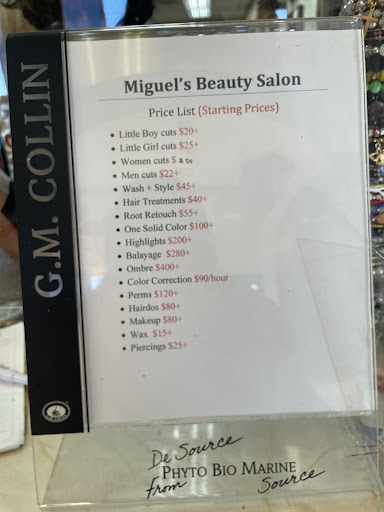 G.M. COLLIN
Miguel's Beauty Salon
Price List (Starting Prices)
• Little Boy cuts $20+
• Little Girl cuts $25+
• Women cuts $
• Men cuts $22+
• Wash + Style $45+
• Hair Treatments $40+
• Root Retouch $55+
• One Solid Color $100+
• Highlights $200+
• Balayage $280+
• Ombre $400+
• Color Correction $90/hour
• Perms $120+
• Hairdos $80+
• Makeup $80+
• Wax $15+
• Piercings $25+
De Source
PHYTO BIO MARINE
from Source